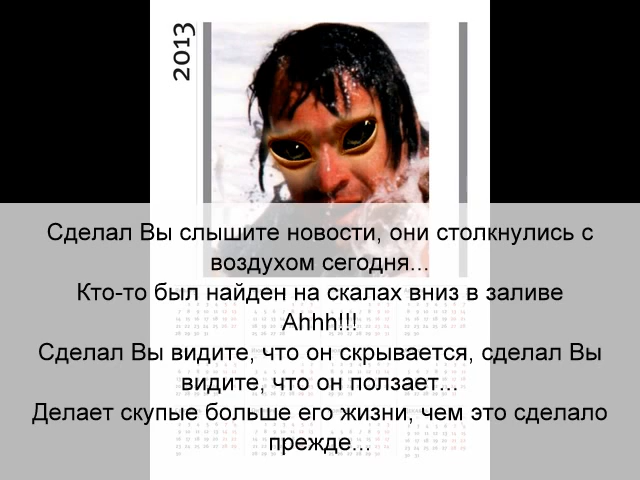 2013
Сделал Вы слышите новости, они столкнулись с
воздухом сегодня...
Кто-то был найден на скалах вниз в заливе
Ahhh!!!
Сделал Вы видите, что он скрывается, сделал Вы
видите, что он ползает...
Делает скупые больше его жизни, чем это сделало
прежде...